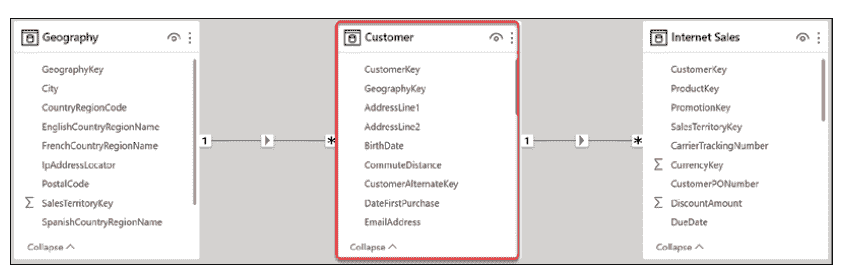 Geography
GeographyKey
City
CountryRegionCode
EnglishCountryRegionName
FrenchCountryRegionName
IpAddressLocator
PostalCode
SalesTerritoryKey
SpanishCountryRegionName
Collapse
1
*
Customer
CustomerKey
GeographyKey
AddressLine1
AddressLine2
BirthDate
CommuteDistance
CustomerAlternateKey
DateFirstPurchase
EmailAddress
Collapse
1
*
Internet Sales
CustomerKey
ProductKey
PromotionKey
SalesTerritoryKey
CarrierTrackingNumber
∑ CurrencyKey
CustomerPONumber
∑ DiscountAmount
DueDate
Collapse